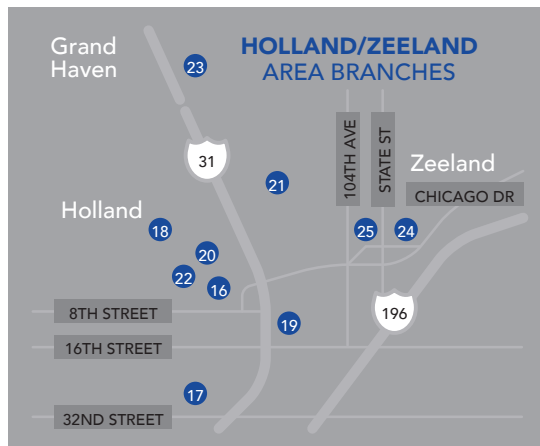 Grand
Haven
HOLLAND/ZEELAND
AREA BRANCHES
23
31
104TH AVE
STATE ST
Zeeland
CHICAGO DR
21
Holland
18
25
24
20
22
16
8TH STREET
19
196
16TH STREET
17
32ND STREET